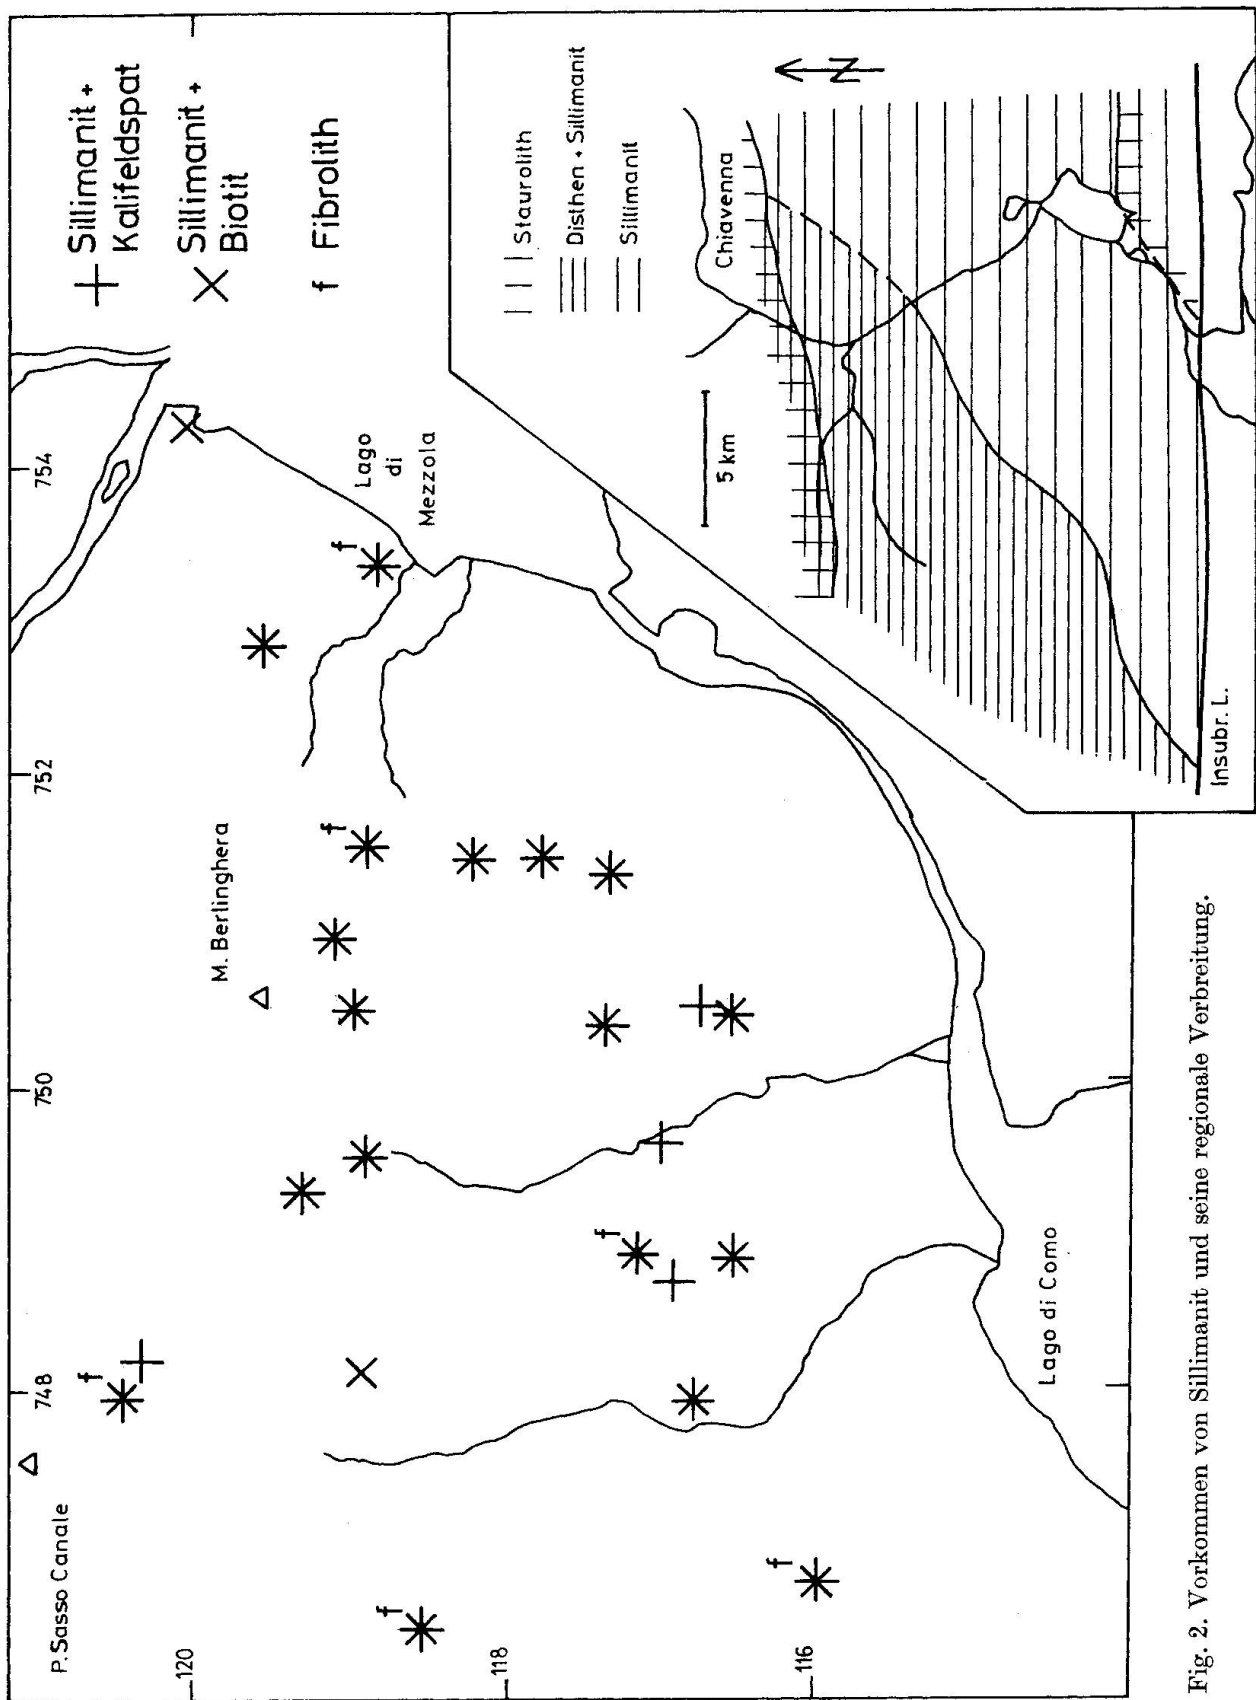 P. Sasso Canale
748
750
752
754
120
118
116
M. Berlinghera
f
f
f
f
f
f
Lago
di
Mezzola
Lago di Como
Sillimanit +
Kalifeldspat
Sillimanit +
Biotit
f Fibrolith
Staurolith
Disthen + Sillimanit
Sillimanit
N
Chiavenna
5 km
Insubr. L.
Fig. 2. Vorkommen von Sillimanit und seine regionale Verbreitung.